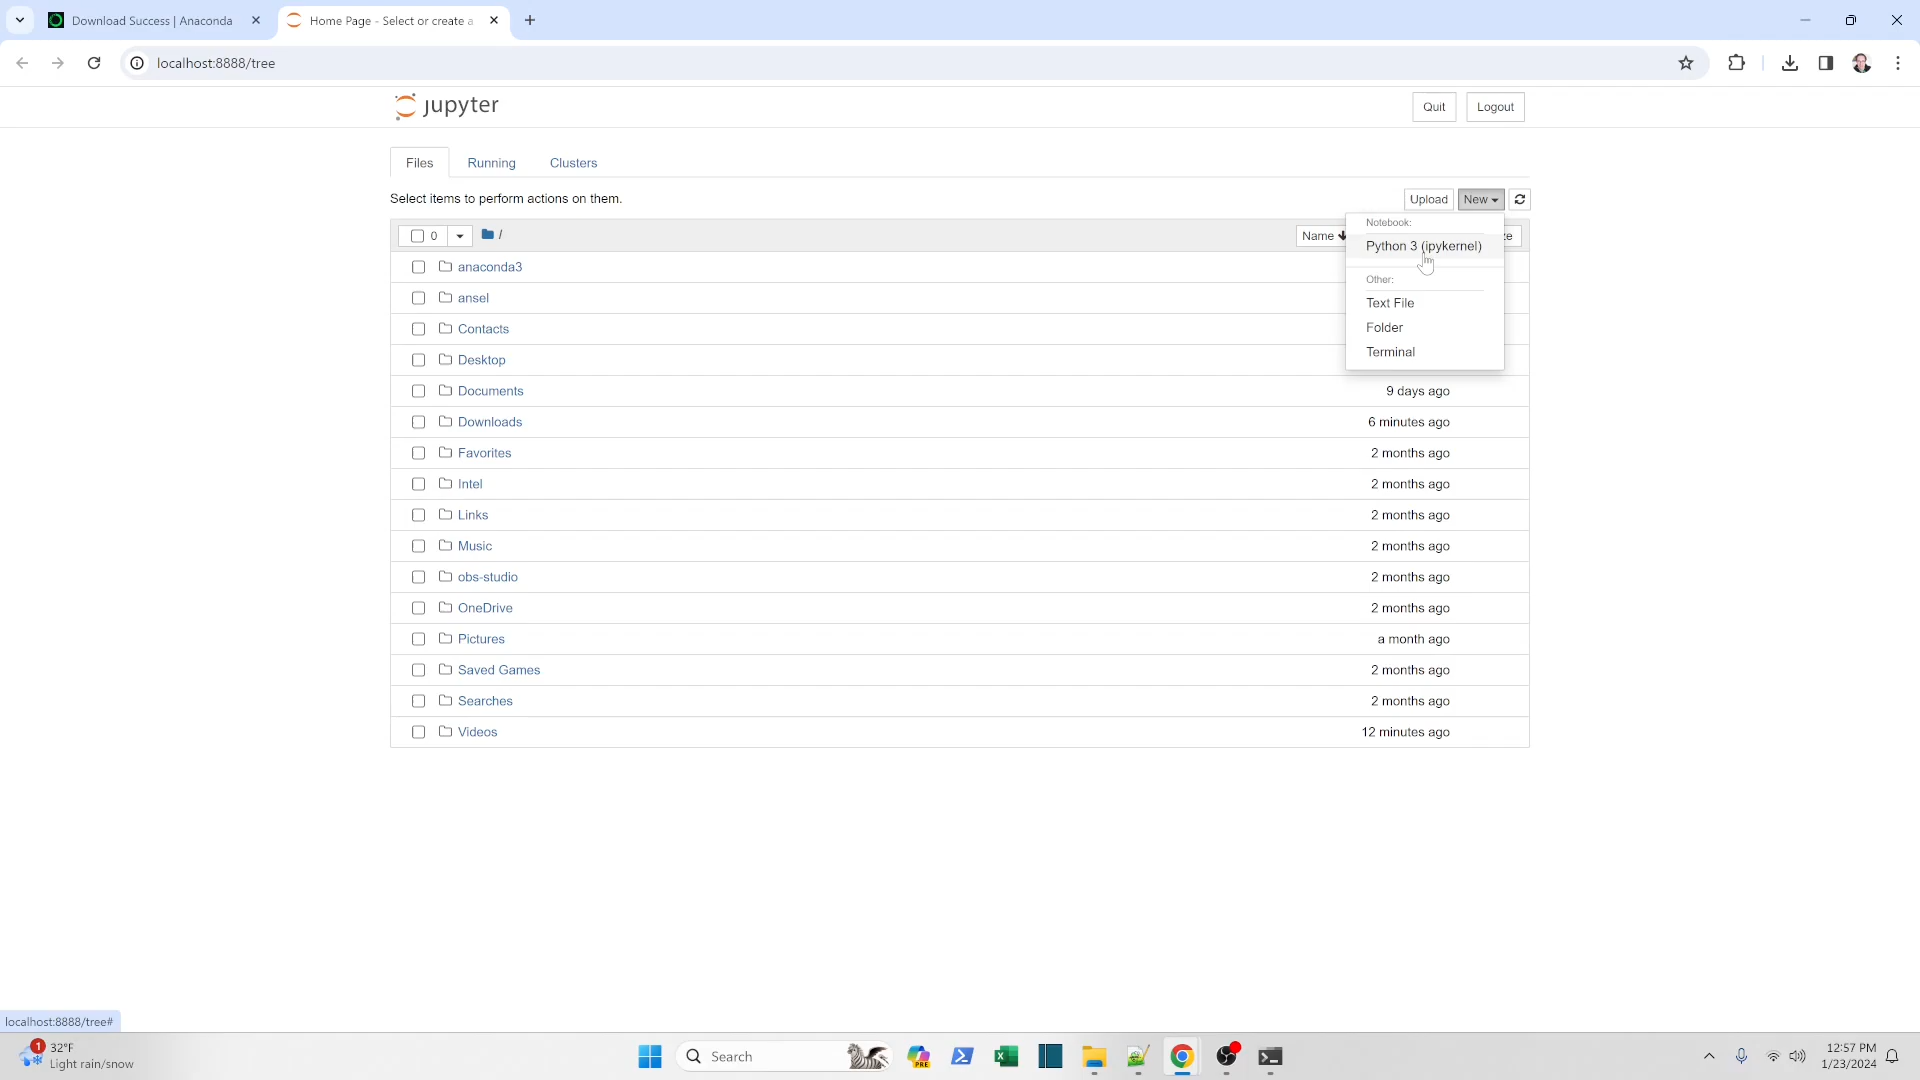 Download Success | Anaconda
Home Page - Select or create a
localhost:8888/tree
jupyter
Quit
Logout
Files
Running
Clusters
Select items to perform actions on them.
Upload
New
Notebook:
0
/
Name
ze
Python 3 (ipykernel)
anaconda3
Other:
ansel
Text File
Contacts
Folder
Desktop
Terminal
Documents
9 days ago
Downloads
6 minutes ago
Favorites
2 months ago
Intel
2 months ago
Links
2 months ago
Music
2 months ago
obs-studio
2 months ago
OneDrive
2 months ago
Pictures
a month ago
Saved Games
2 months ago
Searches
2 months ago
Videos
12 minutes ago
localhost:8888/tree#
1
32°F
Light rain/snow
Search
PRE
12:57 PM
1/23/2024